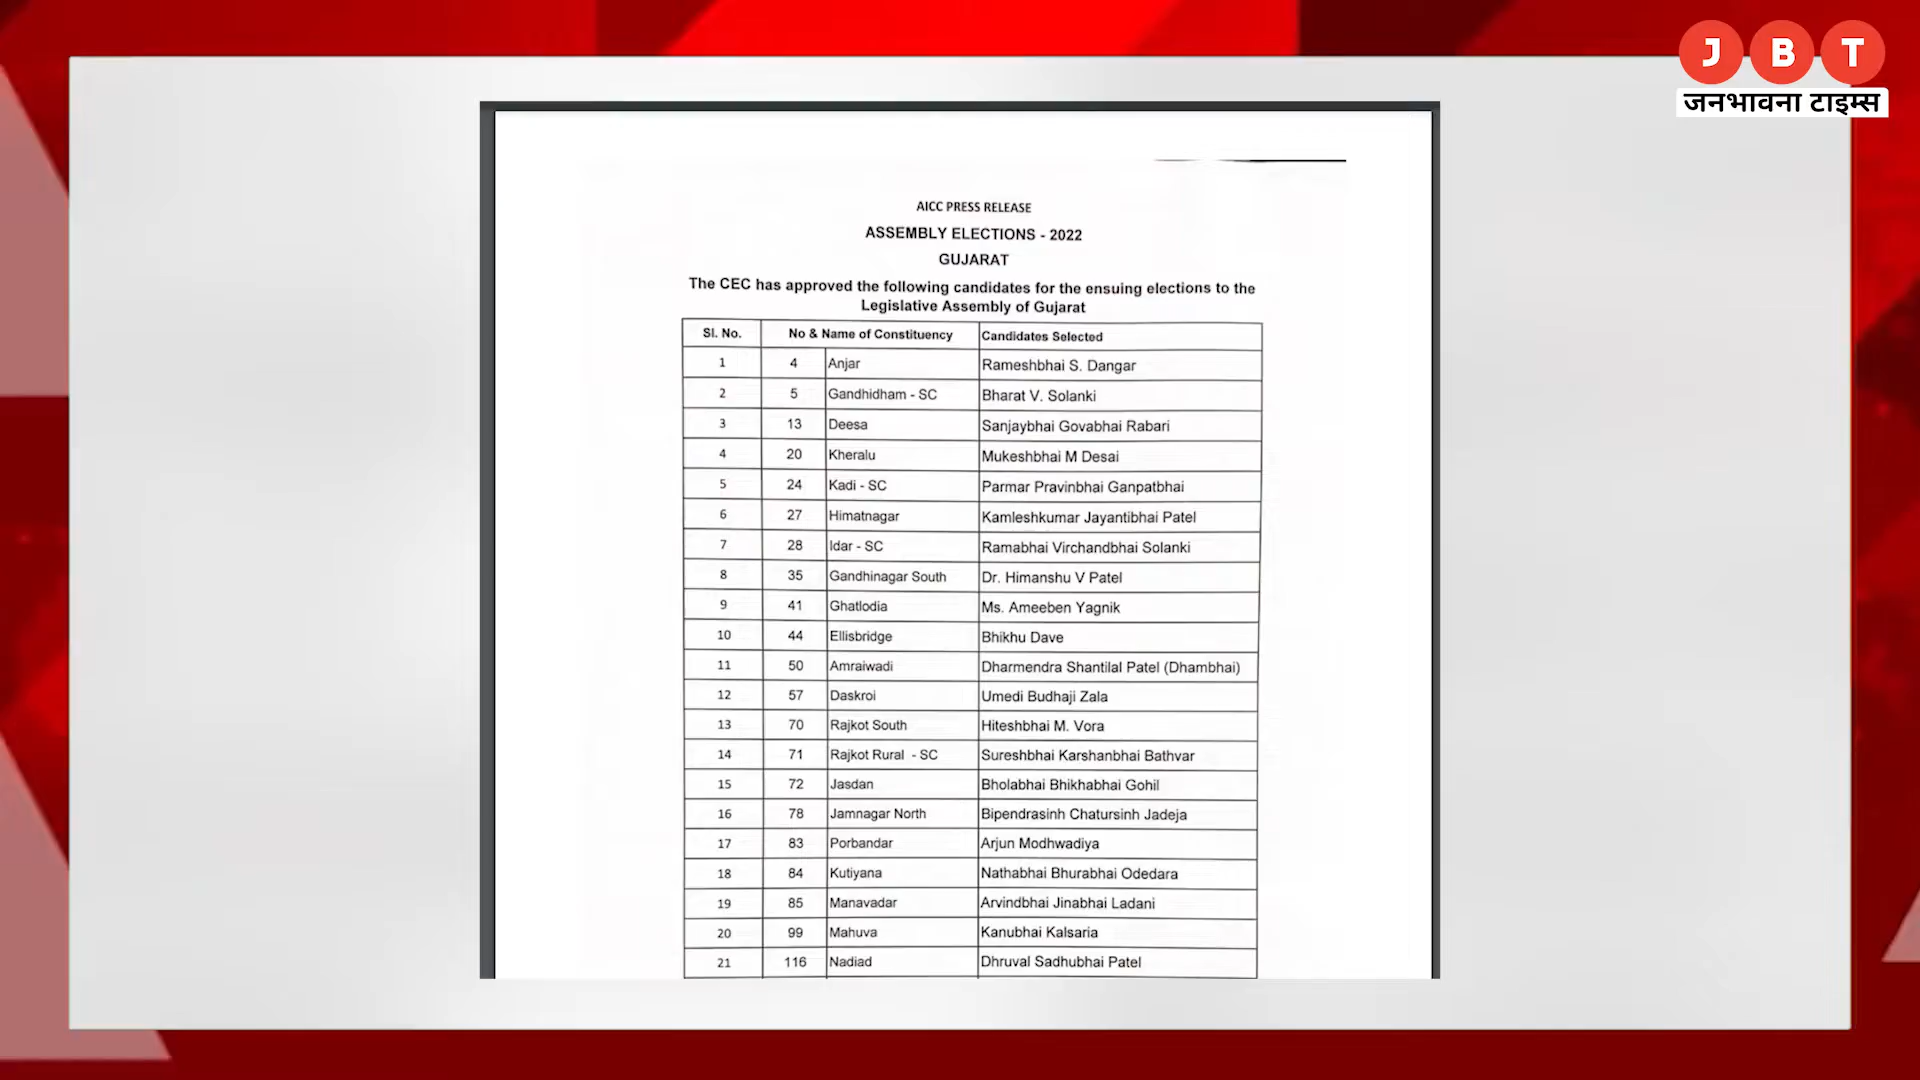 J B T
जनभावना टाइम्स
AICC PRESS RELEASE
ASSEMBLY ELECTIONS - 2022
GUJARAT
The CEC has approved the following candidates for the ensuing elections to the
Legislative Assembly of Gujarat
Sl. No. No & Name of Constituency Candidates Selected
1 4 Anjar Rameshbhai S. Dangar
2 5 Gandhidham - SC Bharat V. Solanki
3 13 Deesa Sanjaybhai Govabhai Rabari
4 20 Kheralu Mukeshbhai M Desai
5 24 Kadi - SC Parmar Pravinbhai Ganpatbhai
6 27 Himatnagar Kamleshkumar Jayantibhai Patel
7 28 Idar - SC Ramabhai Virchandbhai Solanki
8 35 Gandhinagar South Dr. Himanshu V Patel
9 41 Ghatlodia Ms. Ameeben Yagnik
10 44 Ellisbridge Bhikhu Dave
11 50 Amraiwadi Dharmendra Shantilal Patel (Dhambhai)
12 57 Daskroi Umedi Budhaji Zala
13 70 Rajkot South Hiteshbhai M. Vora
14 71 Rajkot Rural - SC Sureshbhai Karshanbhai Bathvar
15 72 Jasdan Bholabhai Bhikhabhai Gohil
16 78 Jamnagar North Bipendrasinh Chatursinh Jadeja
17 83 Porbandar Arjun Modhwadiya
18 84 Kutiyana Nathabhai Bhurabhai Odedara
19 85 Manavadar Arvindbhai Jinabhai Ladani
20 99 Mahuva Kanubhai Kalsaria
21 116 Nadiad Dhruval Sadhubhai Patel